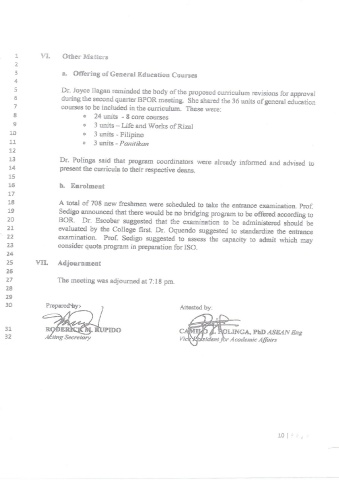 1 VI. Other Matters
2
3 a. Offering of General Education Courses
4
5 Dr. Joyce Ilagan reminded the body of the proposed curriculum revisions for approval
6 during the second quarter BPOR meeting. She shared the 36 units of general education
7 courses to be included in the curriculum. These were:
8 • 24 units - 8 core courses
9 • 3 units – Life and Works of Rizal
10 • 3 units - Filipino
11 • 3 units - Panitikan
12
13 Dr. Polinga said that program coordinators were already informed and advised to
14 present the curricula to their respective deans.
15
16 b. Enrolment
17
18 A total of 708 new freshmen were scheduled to take the entrance examination. Prof.
19 Sedigo announced that there would be no bridging program to be offered according to
20 BOR. Dr. Escobar suggested that the examination to be administered should be
21 evaluated by the College first. Dr. Oquendo suggested to standardize the entrance
22 examination. Prof. Sedigo suggested to assess the capacity to admit which may
23 consider quota program in preparation for ISO.
24
25 VII. Adjournment
26
27 The meeting was adjourned at 7:18 pm.
28
29
30 Prepared by: Attested by:
31 RODERICK M. RUPIDO CAMILO A. POLINGA, PhD ASEAN Eng
32 Acting Secretary Vice President for Academic Affairs
10 |